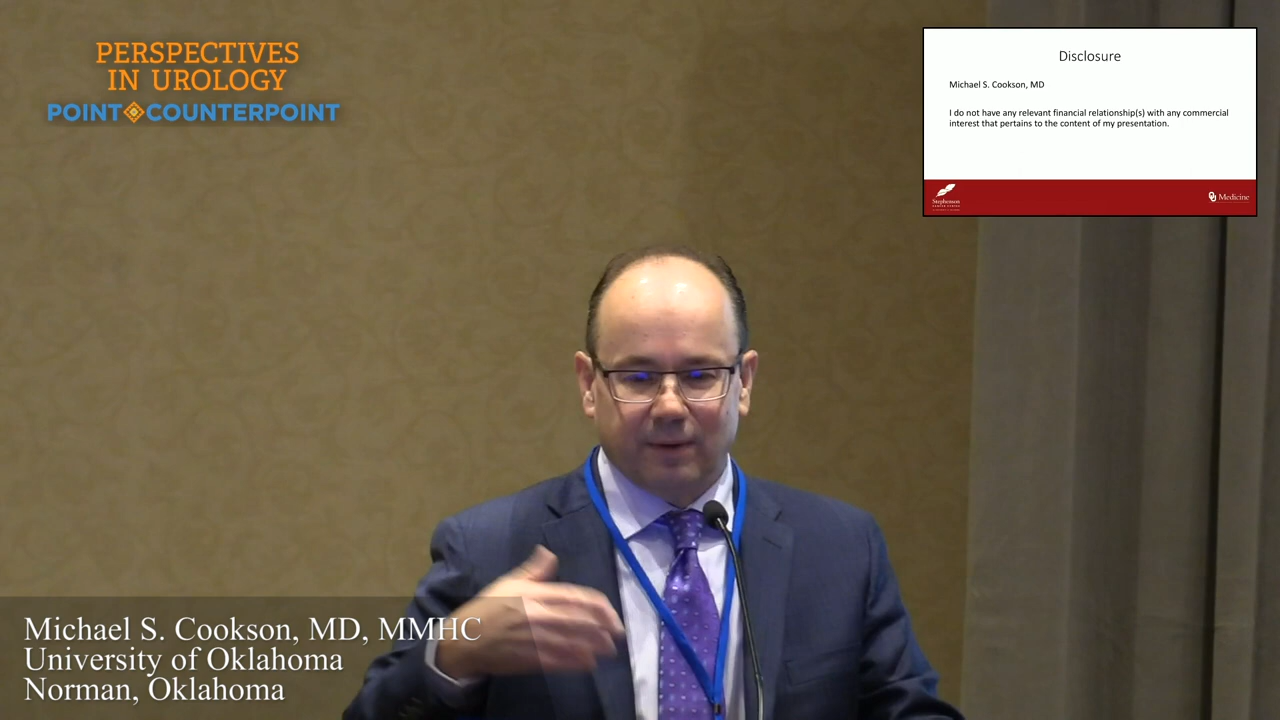 PERSPECTIVES
IN UROLOGY
POINT COUNTERPOINT
Disclosure
Michael S. Cookson, MD
I do not have any relevant financial relationship(s) with any commercial
interest that pertains to the content of my presentation.
Stephenson
Medicine
Michael S. Cookson, MD, MMHC
University of Oklahoma
Norman, Oklahoma